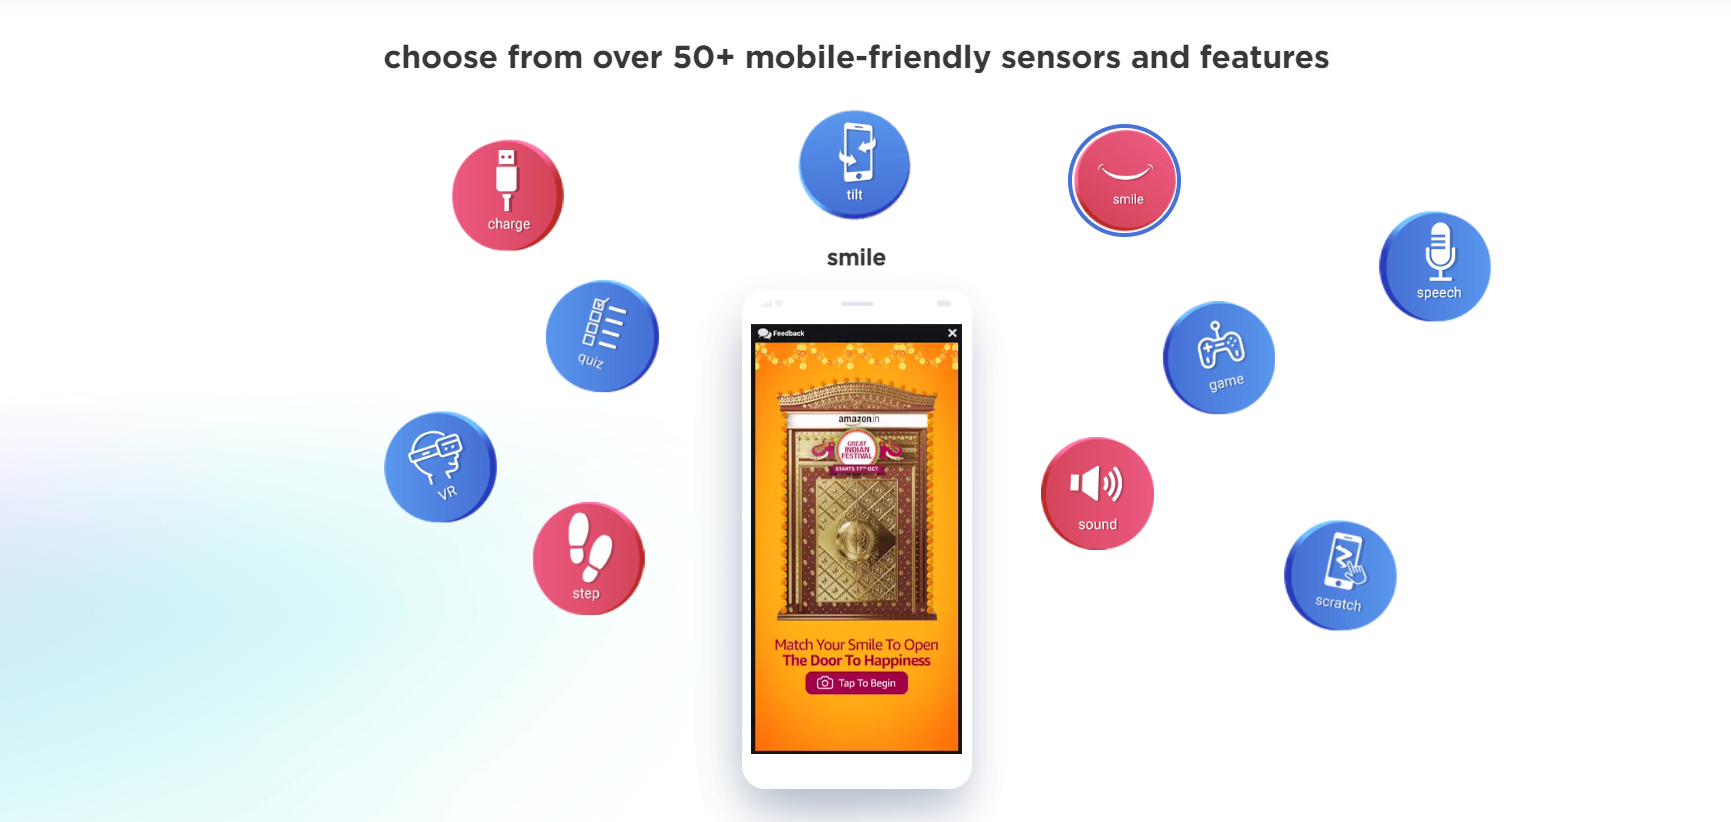 choose from over 50+ mobile-friendly sensors and features
charge
tilt
smile
speech
smile
quiz
game
VR
step
sound
scratch
Feedback
amazon.in
GREAT
INDIAN
FESTIVAL
STARTS 17TH OCT
Match Your Smile To Open
The Door To Happiness
Tap To Begin